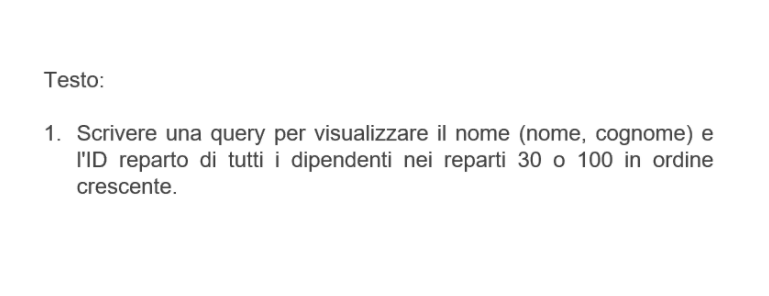 Testo:
1. Scrivere una query per visualizzare il nome (nome, cognome) e
l'ID reparto di tutti i dipendenti nei reparti 30 o 100 in ordine
crescente.